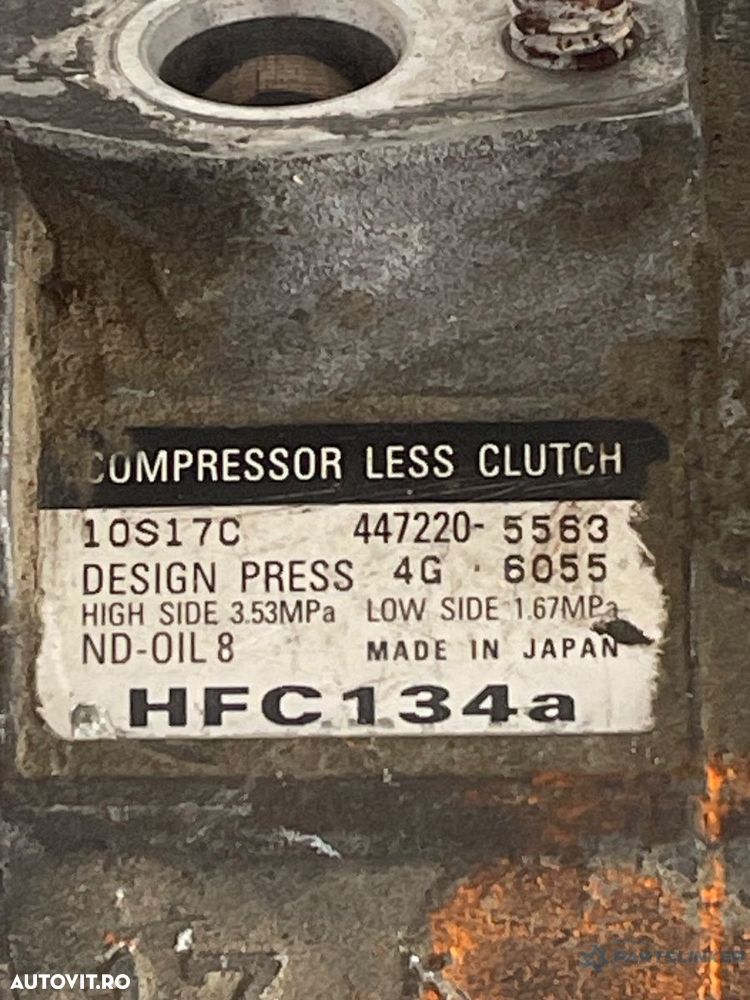 COMPRESSOR LESS CLUTCH
10S17C 447220-5563
DESIGN PRESS 4G 6055
HIGH SIDE 3.53MPa LOW SIDE 1.67MPa
ND-OIL 8 MADE IN JAPAN
HFC134a
PARTELINKER
AUTOVIT.RO